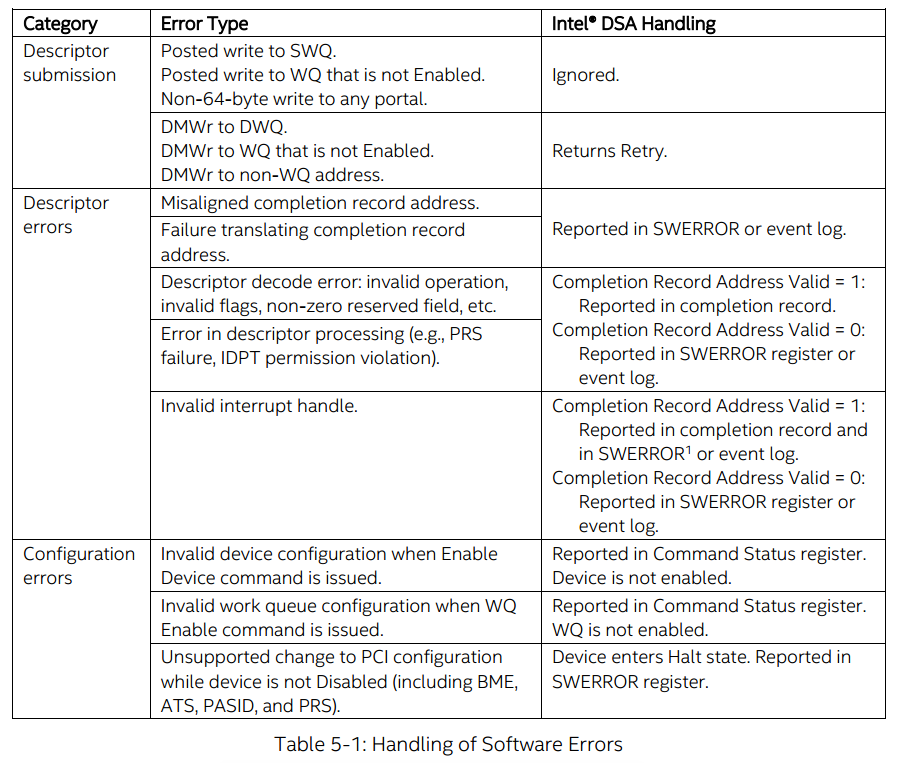 Category Error Type Intel® DSA Handling
Descriptor submission
Posted write to SWQ.
Posted write to WQ that is not Enabled.
Non-64-byte write to any portal.
Ignored.
DMWr to DWQ.
DMWr to WQ that is not Enabled.
DMWr to non-WQ address.
Returns Retry.
Descriptor
errors
Misaligned completion record address.
Failure translating completion record
address.
Reported in SWERROR or event log.
Descriptor decode error: invalid operation,
invalid flags, non-zero reserved field, etc.
Error in descriptor processing (e.g., PRS
failure, IDPT permission violation).
Completion Record Address Valid = 1:
Reported in completion record.
Completion Record Address Valid = 0:
Reported in SWERROR register or
event log.
Invalid interrupt handle.
Completion Record Address Valid = 1:
Reported in completion record and
in SWERROR¹ or event log.
Completion Record Address Valid = 0:
Reported in SWERROR register or
event log.
Configuration
errors
Invalid device configuration when Enable
Device command is issued.
Reported in Command Status register.
Device is not enabled.
Invalid work queue configuration when WQ
Enable command is issued.
Reported in Command Status register.
WQ is not enabled.
Unsupported change to PCI configuration
while device is not Disabled (including BME,
ATS, PASID, and PRS).
Device enters Halt state. Reported in
SWERROR register.
Table 5-1: Handling of Software Errors